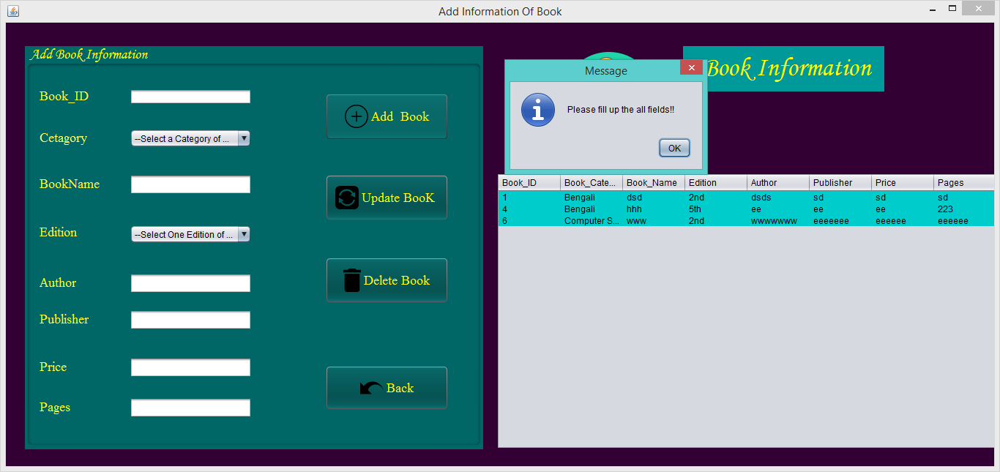 Add Information Of Book
Add Book Information
Book_ID
Cetagory
--Select a Category of ...
BookName
Edition
--Select One Edition of ...
Author
Publisher
Price
Pages
Add Book
Update BooK
Delete Book
Back
Book Information
Message
Please fill up the all fields!!
OK
Book_ID Book_Cate... Book_Name Edition Author Publisher Price Pages
1 Bengali dsd 2nd dsds sd sd sd
4 Bengali hhh 5th ee ee ee 223
6 Computer S... www 2nd wwwwwww eeeeeee eeeeee eeeeee